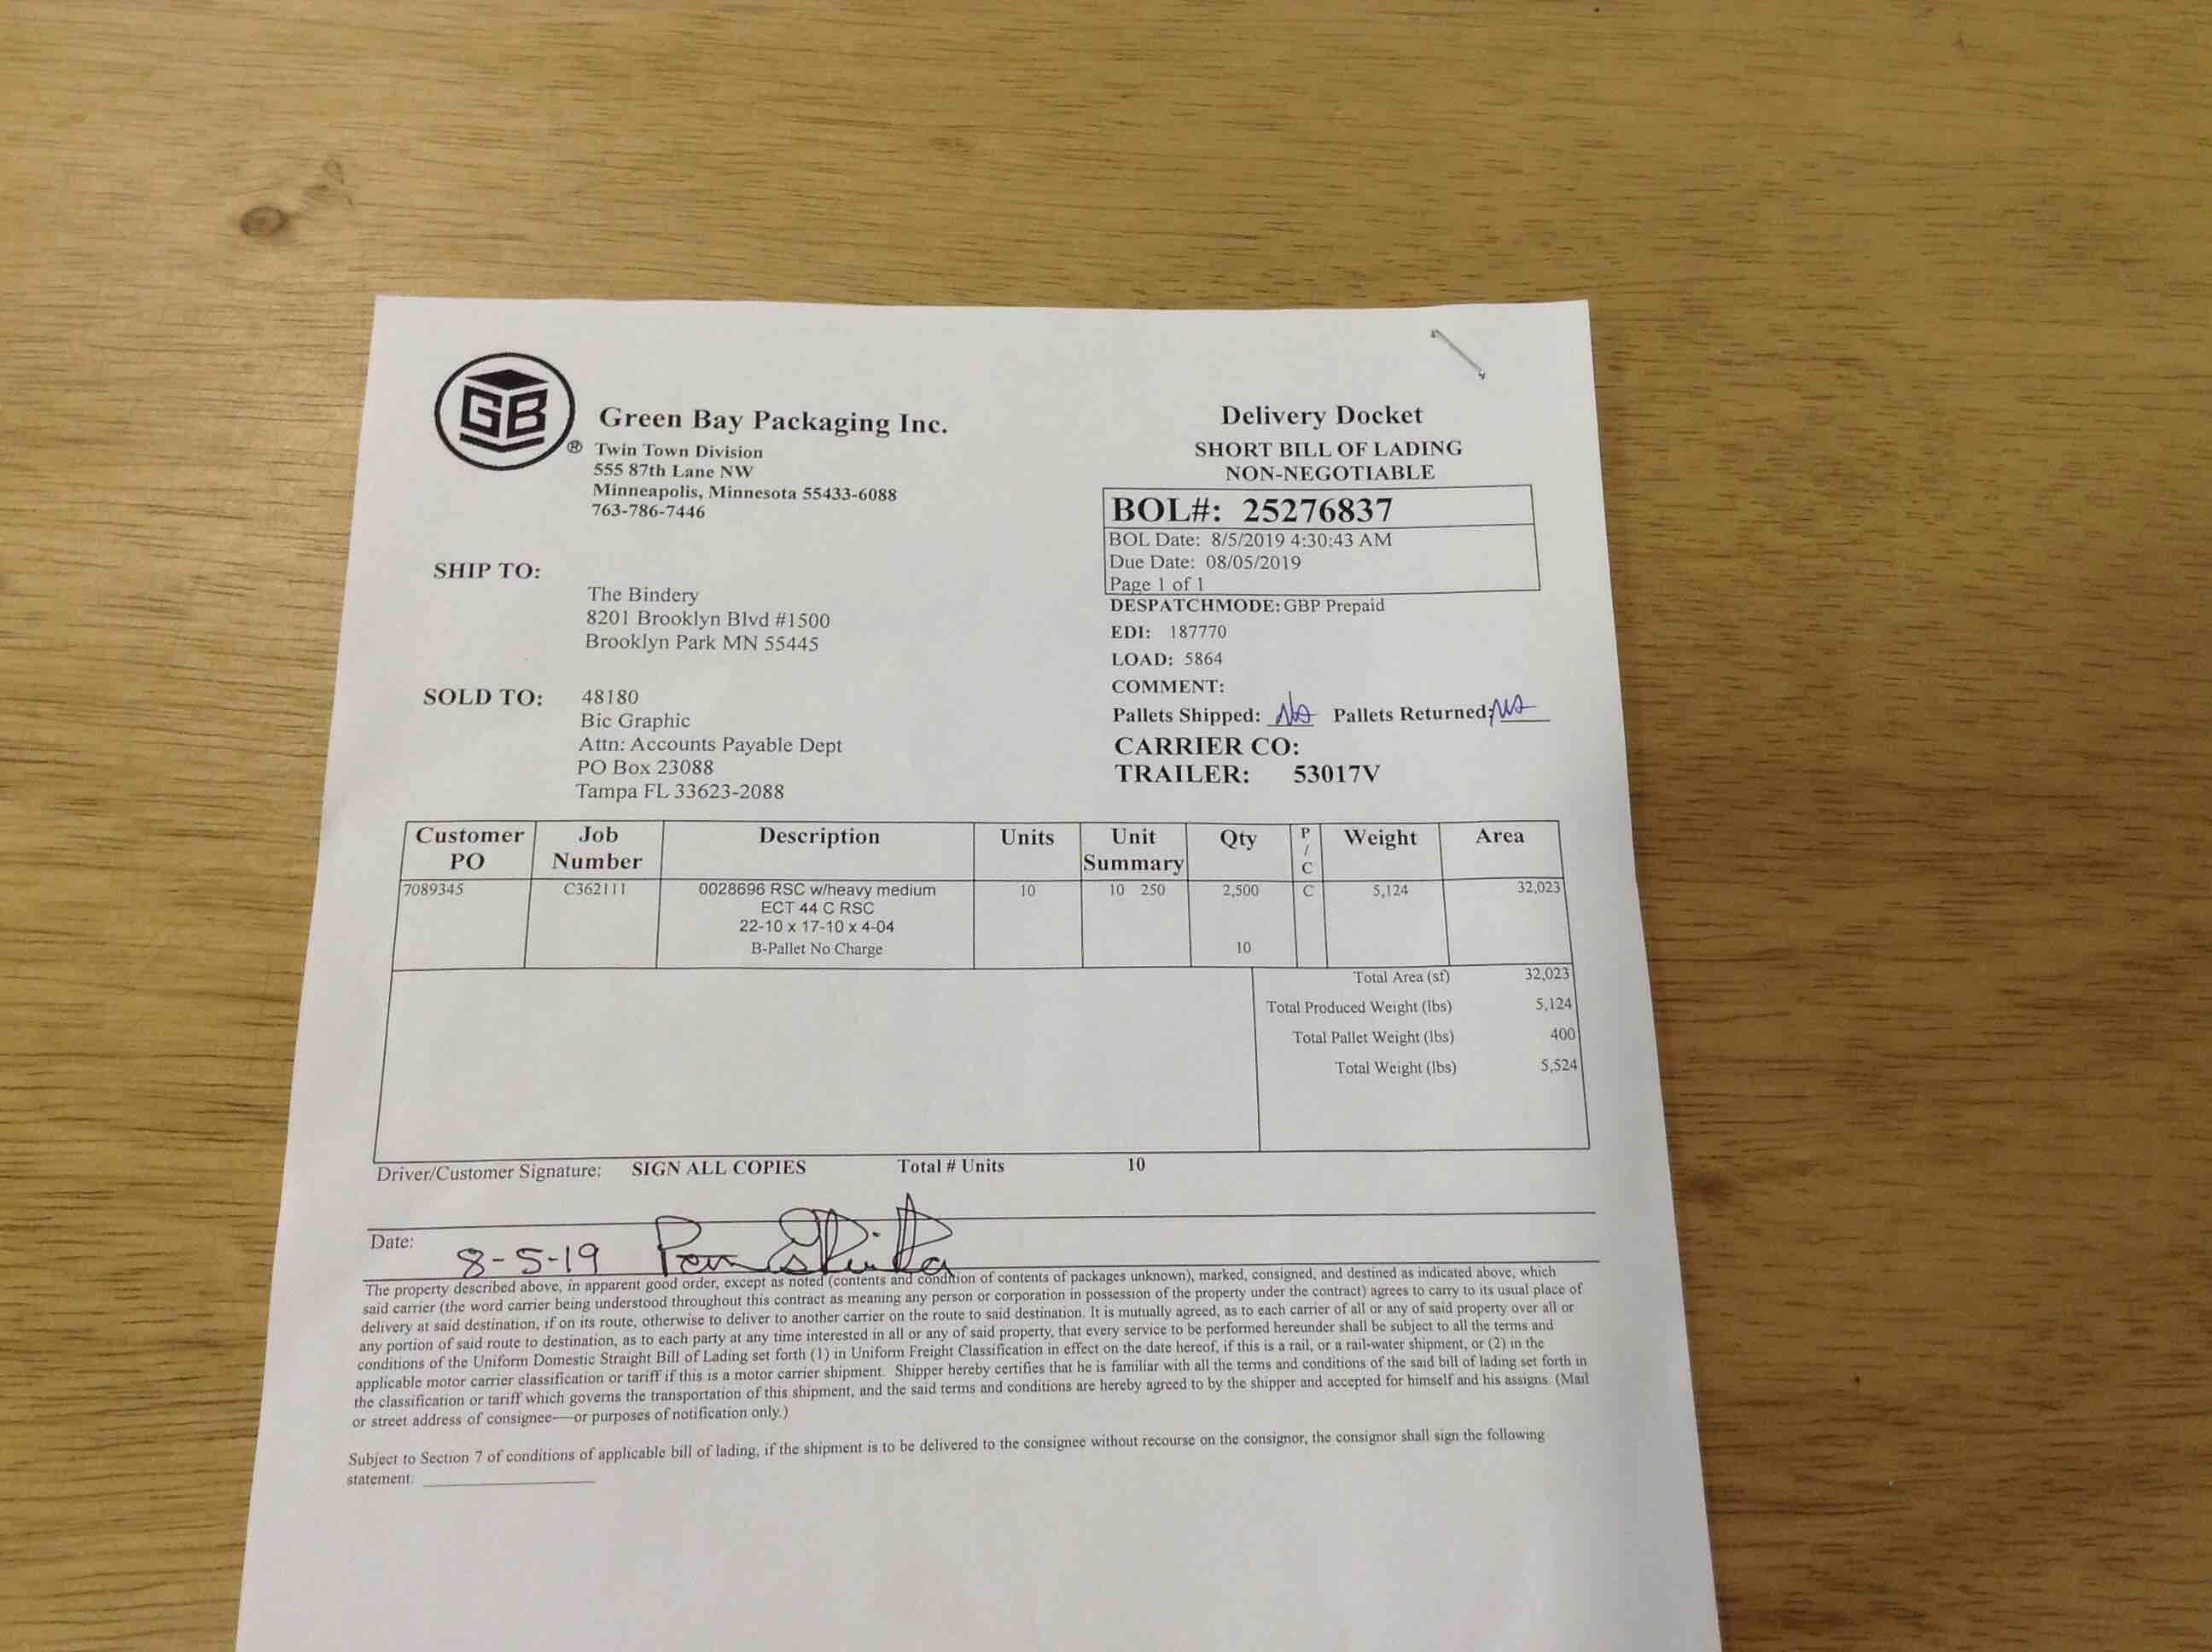 GB
®
Green Bay Packaging Inc.
Twin Town Division
555 87th Lane NW
Minneapolis, Minnesota 55433-6088
763-786-7446
Delivery Docket
SHORT BILL OF LADING
NON-NEGOTIABLE
BOL#: 25276837
BOL Date: 8/5/2019 4:30:43 AM
Due Date: 08/05/2019
Page 1 of 1
DESPATCHMODE: GBP Prepaid
EDI: 187770
LOAD: 5864
COMMENT:
Pallets Shipped: Pallets Returned:
CARRIER CO:
TRAILER: 53017V
SHIP TO:
The Bindery
8201 Brooklyn Blvd #1500
Brooklyn Park MN 55445
SOLD TO: 48180
Bic Graphic
Attn: Accounts Payable Dept
PO Box 23088
Tampa FL 33623-2088
Customer PO Job Number Description Units Unit Summary Qty P/C Weight Area
7089345 C362111 0028696 RSC w/heavy medium 10 10 250 2,500 C 5,124 32,023
ECT 44 C RSC
22-10 x 17-10 x 4-04
B-Pallet No Charge 10
Total Area (sf) 32,023
Total Produced Weight (lbs) 5,124
Total Pallet Weight (lbs) 400
Total Weight (lbs) 5,524
Driver/Customer Signature: SIGN ALL COPIES Total # Units 10
Date: 8-5-19
The property described above, in apparent good order, except as noted (contents and condition of contents of packages unknown), marked, consigned, and destined as indicated above, which
said carrier (the word carrier being understood throughout this contract as meaning any person or corporation in possession of the property under the contract) agrees to carry to its usual place of
delivery at said destination, if on its route, otherwise to deliver to another carrier on the route to said destination. It is mutually agreed, as to each carrier of all or any of said property over all or
any portion of said route to destination, as to each party at any time interested in all or any of said property, that every service to be performed hereunder shall be subject to all the terms and
conditions of the Uniform Domestic Straight Bill of Lading set forth (1) in Uniform Freight Classification in effect on the date hereof, if this is a rail, or a rail-water shipment, or (2) in the
applicable motor carrier classification or tariff if this is a motor carrier shipment. Shipper hereby certifies that he is familiar with all the terms and conditions of the said bill of lading set forth in
the classification or tariff which governs the transportation of this shipment, and the said terms and conditions are hereby agreed to by the shipper and accepted for himself and his assigns. (Mail
or street address of consignee—or purposes of notification only.)
Subject to Section 7 of conditions of applicable bill of lading, if the shipment is to be delivered to the consignee without recourse on the consignor, the consignor shall sign the following
statement.